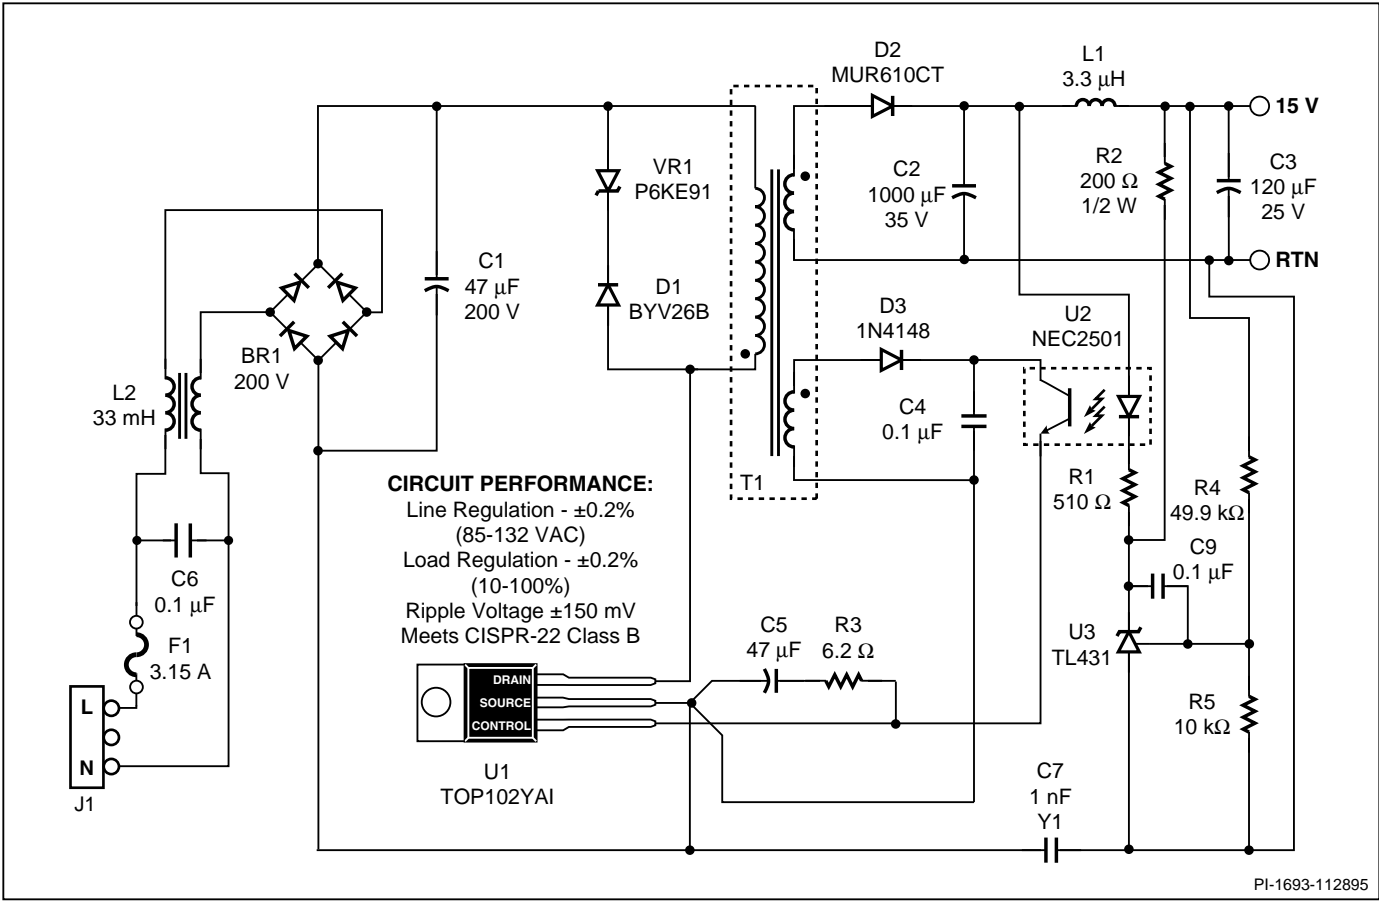 D2
MUR610CT
L1
3.3 µH
15 V
VR1
P6KE91
C2
1000 µF
35 V
R2
200 Ω
1/2 W
C3
120 µF
25 V
RTN
C1
47 µF
200 V
D1
BYV26B
D3
1N4148
U2
NEC2501
BR1
200 V
L2
33 mH
C4
0.1 µF
T1
R1
510 Ω
R4
49.9 kΩ
CIRCUIT PERFORMANCE:
Line Regulation - ±0.2%
(85-132 VAC)
Load Regulation - ±0.2%
(10-100%)
Ripple Voltage ±150 mV
Meets CISPR-22 Class B
C9
0.1 µF
C6
0.1 µF
F1
3.15 A
C5
47 µF
R3
6.2 Ω
U3
TL431
DRAIN
SOURCE
CONTROL
R5
10 kΩ
L
N
J1
U1
TOP102YAI
C7
1 nF
Y1
PI-1693-112895